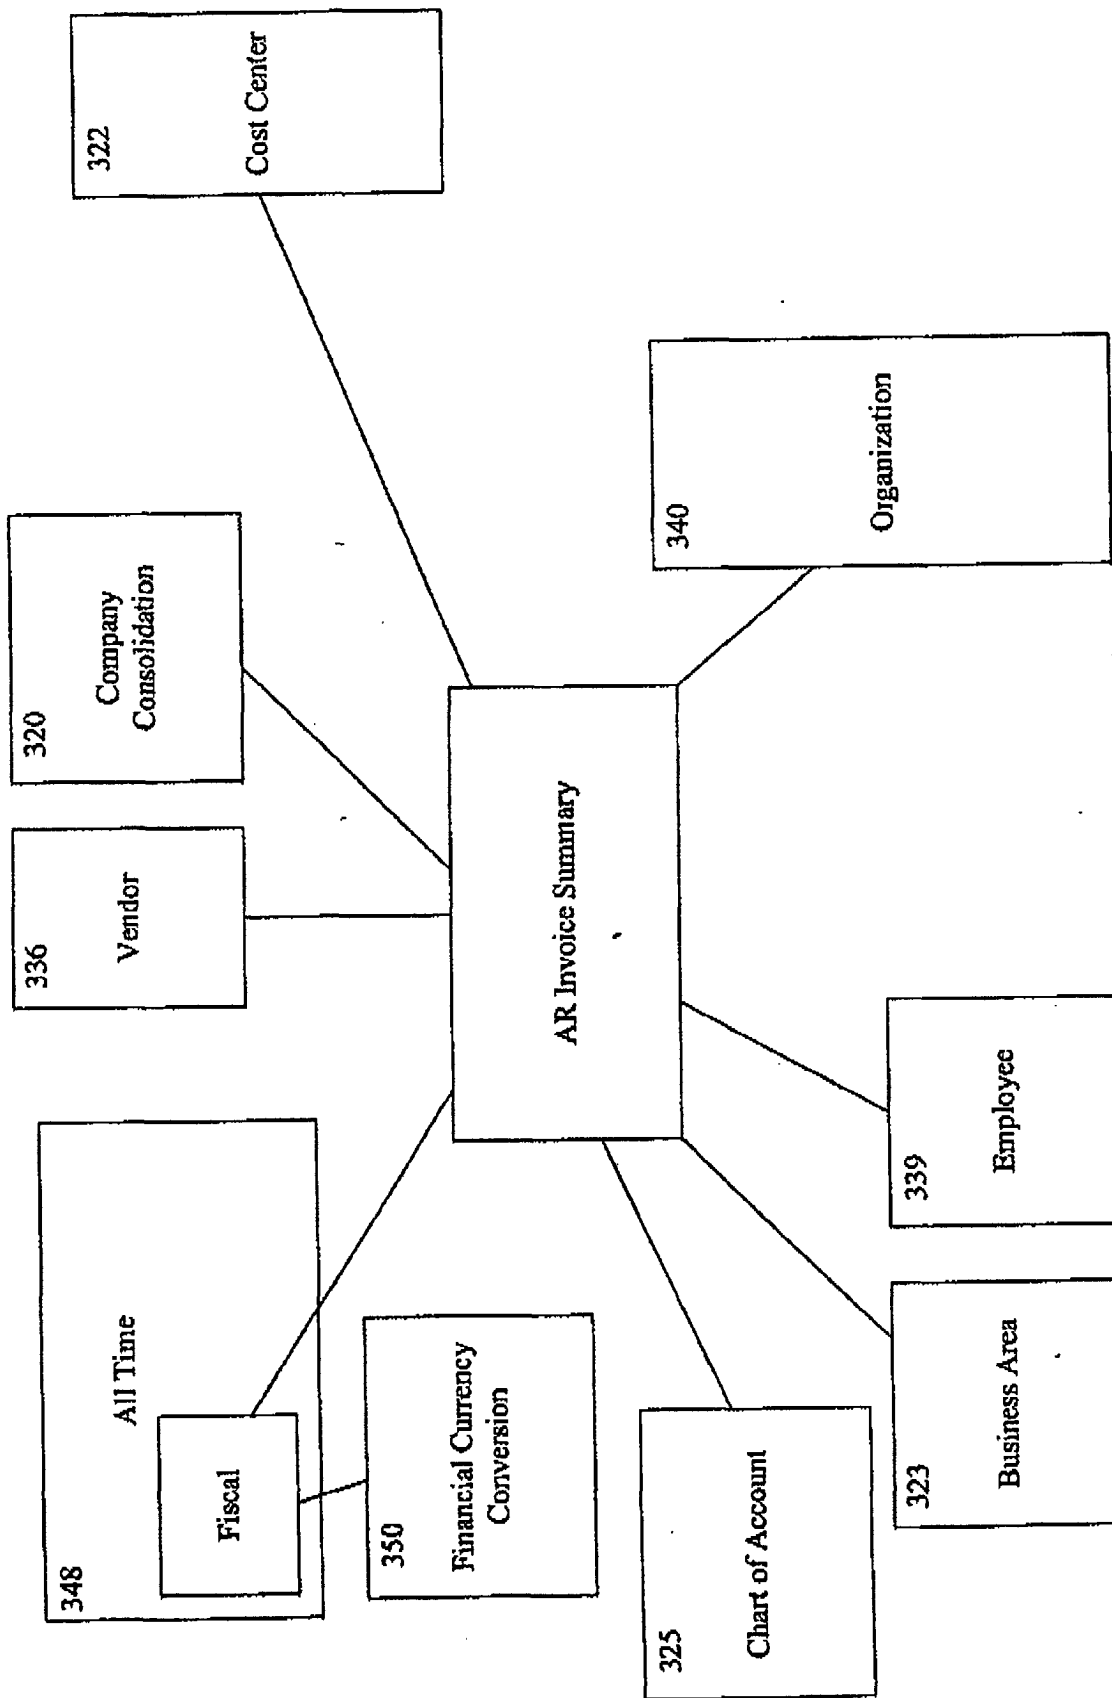 348
All Time
Fiscal
350
Financial Currency
Conversion
336
Vendor
320
Company
Consolidation
322
Cost Center
AR Invoice Summary
325
Chart of Account
323
Business Area
339
Employee
340
Organization